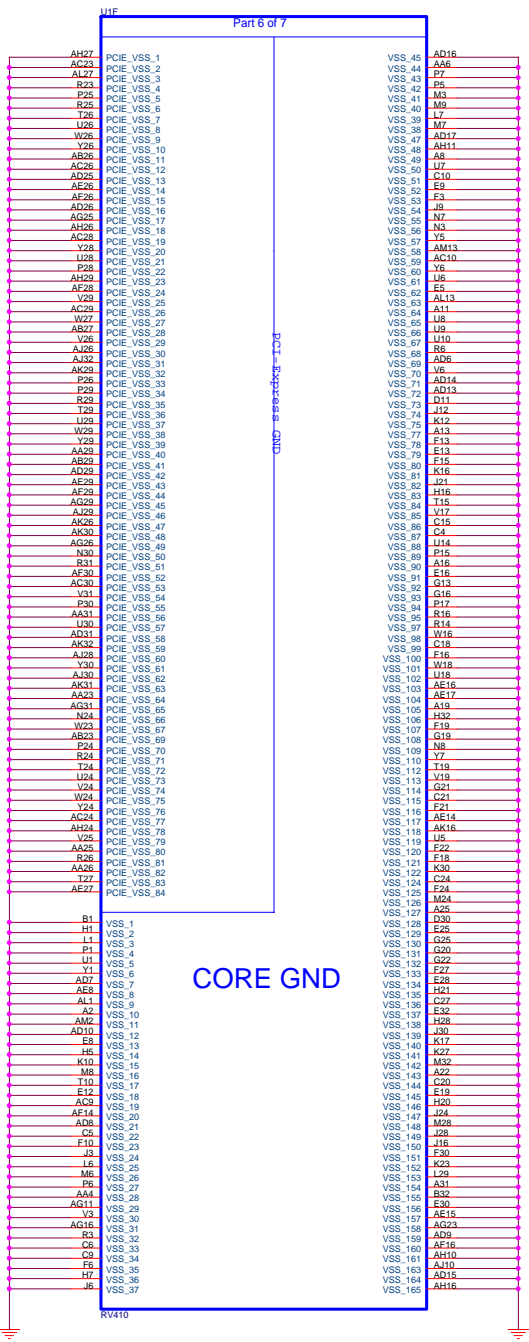 U1F
Part 6 of 7
AH27 PCIE_VSS_1
AC23 PCIE_VSS_2
AL27 PCIE_VSS_3
R23 PCIE_VSS_4
P25 PCIE_VSS_5
R25 PCIE_VSS_6
T26 PCIE_VSS_7
U26 PCIE_VSS_8
W26 PCIE_VSS_9
Y26 PCIE_VSS_10
AB26 PCIE_VSS_11
AC26 PCIE_VSS_12
AD25 PCIE_VSS_13
AE26 PCIE_VSS_14
AF26 PCIE_VSS_15
AD26 PCIE_VSS_16
AG25 PCIE_VSS_17
AH26 PCIE_VSS_18
AC28 PCIE_VSS_19
Y28 PCIE_VSS_20
U28 PCIE_VSS_21
P28 PCIE_VSS_22
AH29 PCIE_VSS_23
AF28 PCIE_VSS_24
V29 PCIE_VSS_25
AC29 PCIE_VSS_26
W27 PCIE_VSS_27
AB27 PCIE_VSS_28
V26 PCIE_VSS_29
AJ26 PCIE_VSS_30
AJ32 PCIE_VSS_31
AK29 PCIE_VSS_32
P26 PCIE_VSS_33
P29 PCIE_VSS_34
R29 PCIE_VSS_35
T29 PCIE_VSS_36
U29 PCIE_VSS_37
W29 PCIE_VSS_38
Y29 PCIE_VSS_39
AA29 PCIE_VSS_40
AB29 PCIE_VSS_41
AD29 PCIE_VSS_42
AE29 PCIE_VSS_43
AF29 PCIE_VSS_44
AG29 PCIE_VSS_45
AJ29 PCIE_VSS_46
AK26 PCIE_VSS_47
AK30 PCIE_VSS_48
AG26 PCIE_VSS_49
N30 PCIE_VSS_50
R31 PCIE_VSS_51
AF30 PCIE_VSS_52
AC30 PCIE_VSS_53
V31 PCIE_VSS_54
P30 PCIE_VSS_55
AA31 PCIE_VSS_56
U30 PCIE_VSS_57
AD31 PCIE_VSS_58
AK32 PCIE_VSS_59
AJ28 PCIE_VSS_60
Y30 PCIE_VSS_61
AJ30 PCIE_VSS_62
AK31 PCIE_VSS_63
AA23 PCIE_VSS_64
AG31 PCIE_VSS_65
N24 PCIE_VSS_66
W23 PCIE_VSS_67
AB23 PCIE_VSS_69
P24 PCIE_VSS_70
R24 PCIE_VSS_71
T24 PCIE_VSS_72
U24 PCIE_VSS_73
V24 PCIE_VSS_74
W24 PCIE_VSS_75
Y24 PCIE_VSS_76
AC24 PCIE_VSS_77
AH24 PCIE_VSS_78
V25 PCIE_VSS_79
AA25 PCIE_VSS_80
R26 PCIE_VSS_81
AA26 PCIE_VSS_82
T27 PCIE_VSS_83
AE27 PCIE_VSS_84
B1 VSS_1
H1 VSS_2
L1 VSS_3
P1 VSS_4
U1 VSS_5
Y1 VSS_6
AD7 VSS_7
AE8 VSS_8
AL1 VSS_9
A2 VSS_10
AM2 VSS_11
AD10 VSS_12
E8 VSS_13
H5 VSS_14
K10 VSS_15
M8 VSS_16
T10 VSS_17
E12 VSS_18
AC9 VSS_19
AF14 VSS_20
AD8 VSS_21
C5 VSS_22
F10 VSS_23
J3 VSS_24
L6 VSS_25
M6 VSS_26
P6 VSS_27
AA4 VSS_28
AG11 VSS_29
V3 VSS_30
AG16 VSS_31
R3 VSS_32
C6 VSS_33
C9 VSS_34
F6 VSS_35
H7 VSS_36
J6 VSS_37
PCI-Express GND
CORE GND
VSS_45 AD16
VSS_44 AA6
VSS_43 P7
VSS_42 P5
VSS_41 M3
VSS_40 M9
VSS_39 L7
VSS_38 M7
VSS_47 AD17
VSS_48 AH11
VSS_49 A8
VSS_50 U7
VSS_51 C10
VSS_52 E9
VSS_53 F3
VSS_54 J9
VSS_55 N7
VSS_56 N3
VSS_57 Y5
VSS_58 AM13
VSS_59 AC10
VSS_60 Y6
VSS_61 U6
VSS_62 E5
VSS_63 AL13
VSS_64 A11
VSS_65 U8
VSS_66 U9
VSS_67 U10
VSS_68 R6
VSS_69 AD6
VSS_70 V6
VSS_71 AD14
VSS_72 AD13
VSS_73 D11
VSS_74 J12
VSS_75 K12
VSS_77 A13
VSS_78 F13
VSS_79 E13
VSS_80 F15
VSS_81 K16
VSS_82 J21
VSS_83 H16
VSS_84 T15
VSS_85 V17
VSS_86 C15
VSS_87 C4
VSS_88 U14
VSS_89 P15
VSS_90 A16
VSS_91 E16
VSS_92 G13
VSS_93 G16
VSS_94 P17
VSS_95 R16
VSS_97 R14
VSS_98 W16
VSS_99 C18
VSS_100 F16
VSS_101 W18
VSS_102 U18
VSS_103 AE16
VSS_104 AE17
VSS_105 A19
VSS_106 H32
VSS_107 F19
VSS_108 G19
VSS_109 N8
VSS_110 Y7
VSS_112 T19
VSS_113 V19
VSS_114 G21
VSS_115 C21
VSS_116 F21
VSS_117 AE14
VSS_118 AK16
VSS_119 U5
VSS_120 F22
VSS_121 F18
VSS_122 K30
VSS_124 C24
VSS_125 F24
VSS_126 M24
VSS_127 A25
VSS_128 D30
VSS_129 E25
VSS_130 G25
VSS_131 G20
VSS_132 G22
VSS_133 F27
VSS_134 E28
VSS_135 H21
VSS_136 C27
VSS_137 E32
VSS_138 H28
VSS_139 J30
VSS_140 K17
VSS_141 K27
VSS_142 M32
VSS_143 A22
VSS_144 C20
VSS_145 E19
VSS_146 H20
VSS_147 J24
VSS_148 M28
VSS_149 J28
VSS_150 J16
VSS_151 F30
VSS_152 K23
VSS_153 L29
VSS_154 A31
VSS_155 B32
VSS_156 E30
VSS_157 AE15
VSS_158 AG23
VSS_159 AD9
VSS_160 AF16
VSS_161 AH10
VSS_163 AJ10
VSS_164 AD15
VSS_165 AH16
RV410